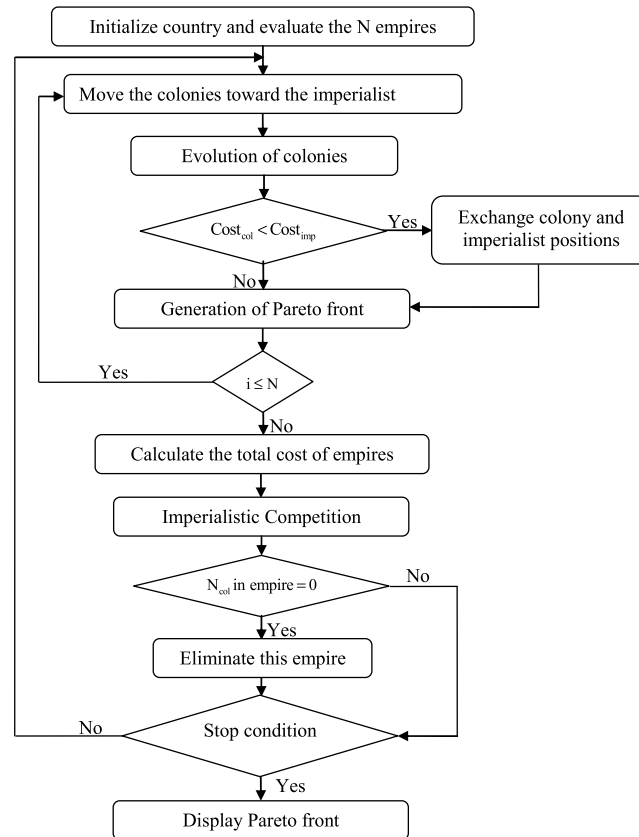 Initialize country and evaluate the N empires
Move the colonies toward the imperialist
Evolution of colonies
Cost_col < Cost_imp
Yes
Exchange colony and
imperialist positions
No
Generation of Pareto front
Yes
i ≤ N
No
Calculate the total cost of empires
Imperialistic Competition
N_col in empire = 0
No
Yes
Eliminate this empire
No
Stop condition
Yes
Display Pareto front